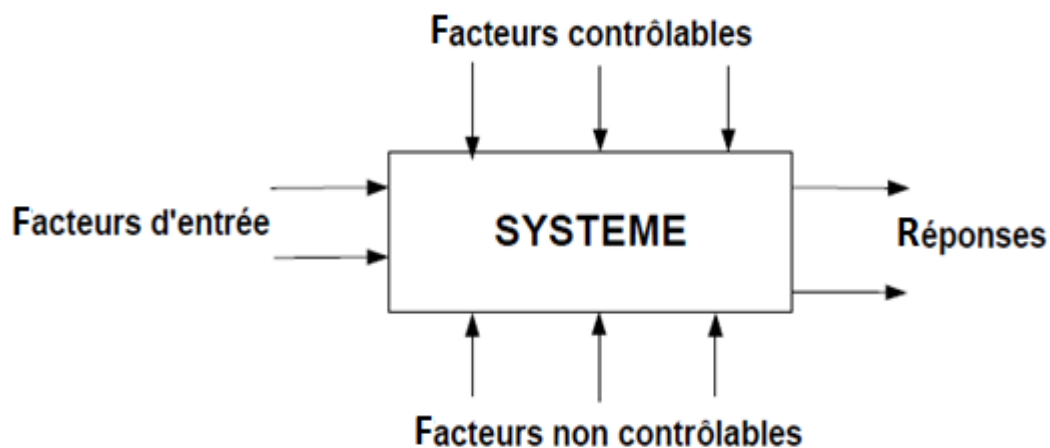 Facteurs contrôlables
Facteurs d'entrée
SYSTEME
Réponses
Facteurs non contrôlables